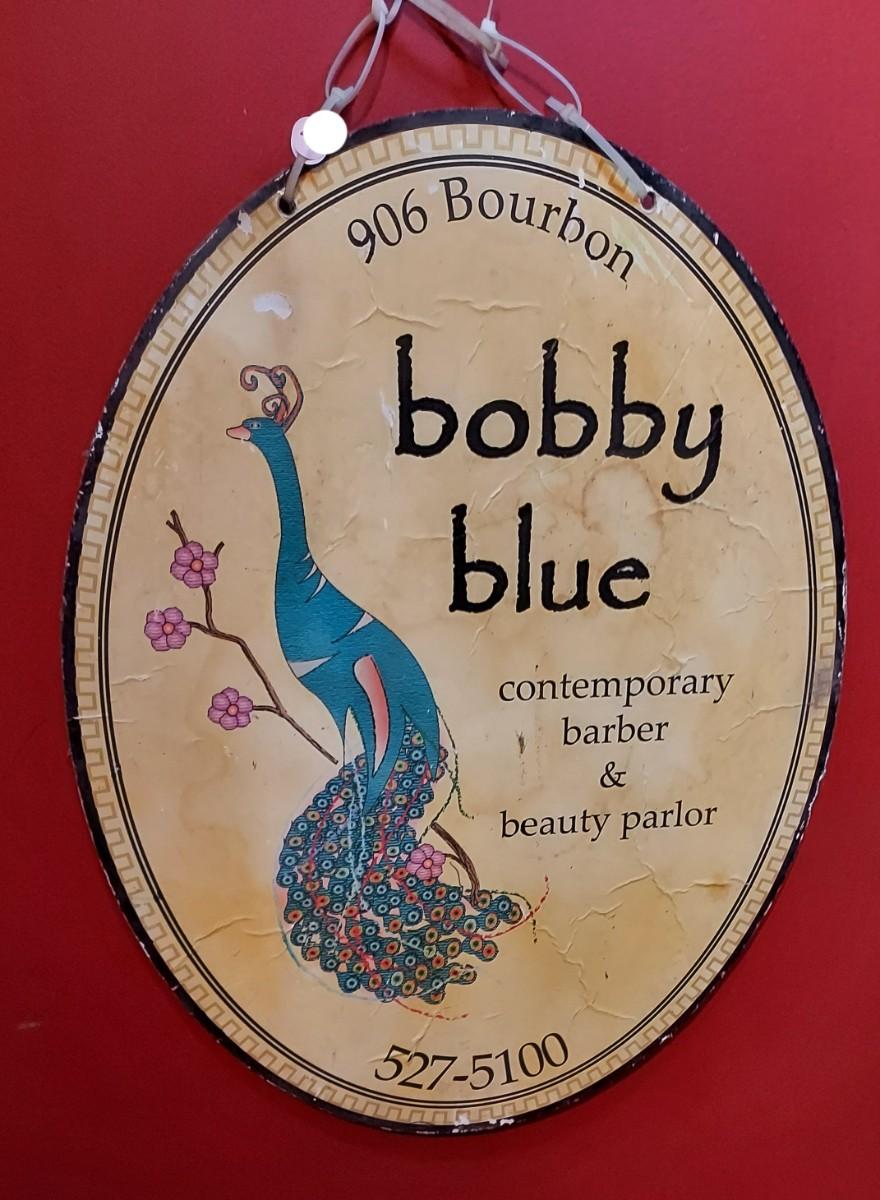 906 Bourbon
bobby
blue
contemporary
barber
&
beauty parlor
527-5100